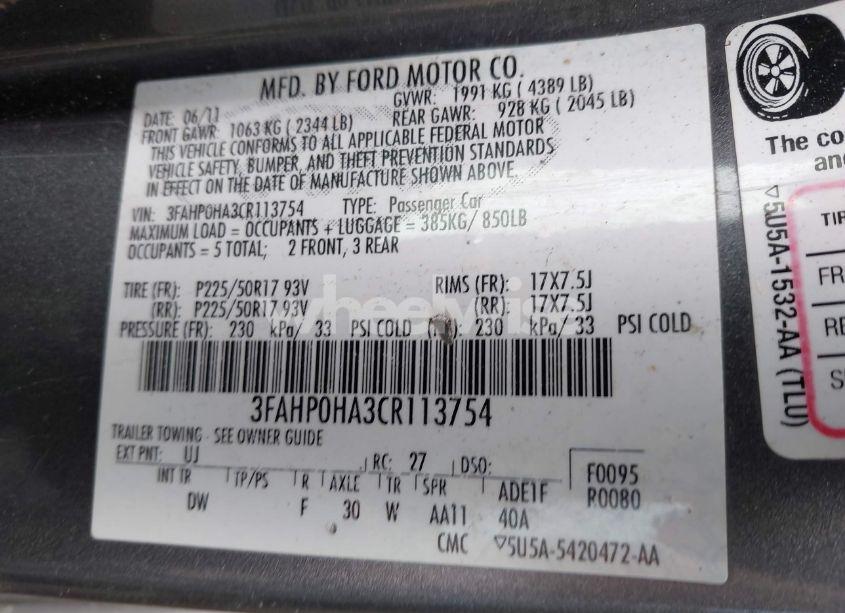 MFD. BY FORD MOTOR CO.
DATE: 06/11 GVWR: 1991 KG ( 4389 LB)
FRONT GAWR: 1063 KG ( 2344 LB) REAR GAWR: 928 KG ( 2045 LB)
THIS VEHICLE CONFORMS TO ALL APPLICABLE FEDERAL MOTOR
VEHICLE SAFETY, BUMPER, AND THEFT PREVENTION STANDARDS
IN EFFECT ON THE DATE OF MANUFACTURE SHOWN ABOVE.
VIN: 3FAHP0HA3CR113754 TYPE: Passenger Car
MAXIMUM LOAD = OCCUPANTS + LUGGAGE = 385KG/ 850LB
OCCUPANTS = 5 TOTAL; 2 FRONT, 3 REAR
TIRE (FR): P225/50R17 93V RIMS (FR): 17X7.5J
(RR): P225/50R17 93V (RR): 17X7.5J
PRESSURE (FR): 230 kPa/ 33 PSI COLD 230 kPa/ 33 PSI COLD
3FAHP0HA3CR113754
TRAILER TOWING - SEE OWNER GUIDE
EXT PNT: UJ RC: 27 DSO:
INT TR TP/PS R AXLE TR SPR ADE1F
DW F 30 W AA11 40A
CMC ▽5U5A-5420472-AA
F0095
R0080
The co
an
TIR
FR
RE
S
▽5U5A-1532-AA (TLU)